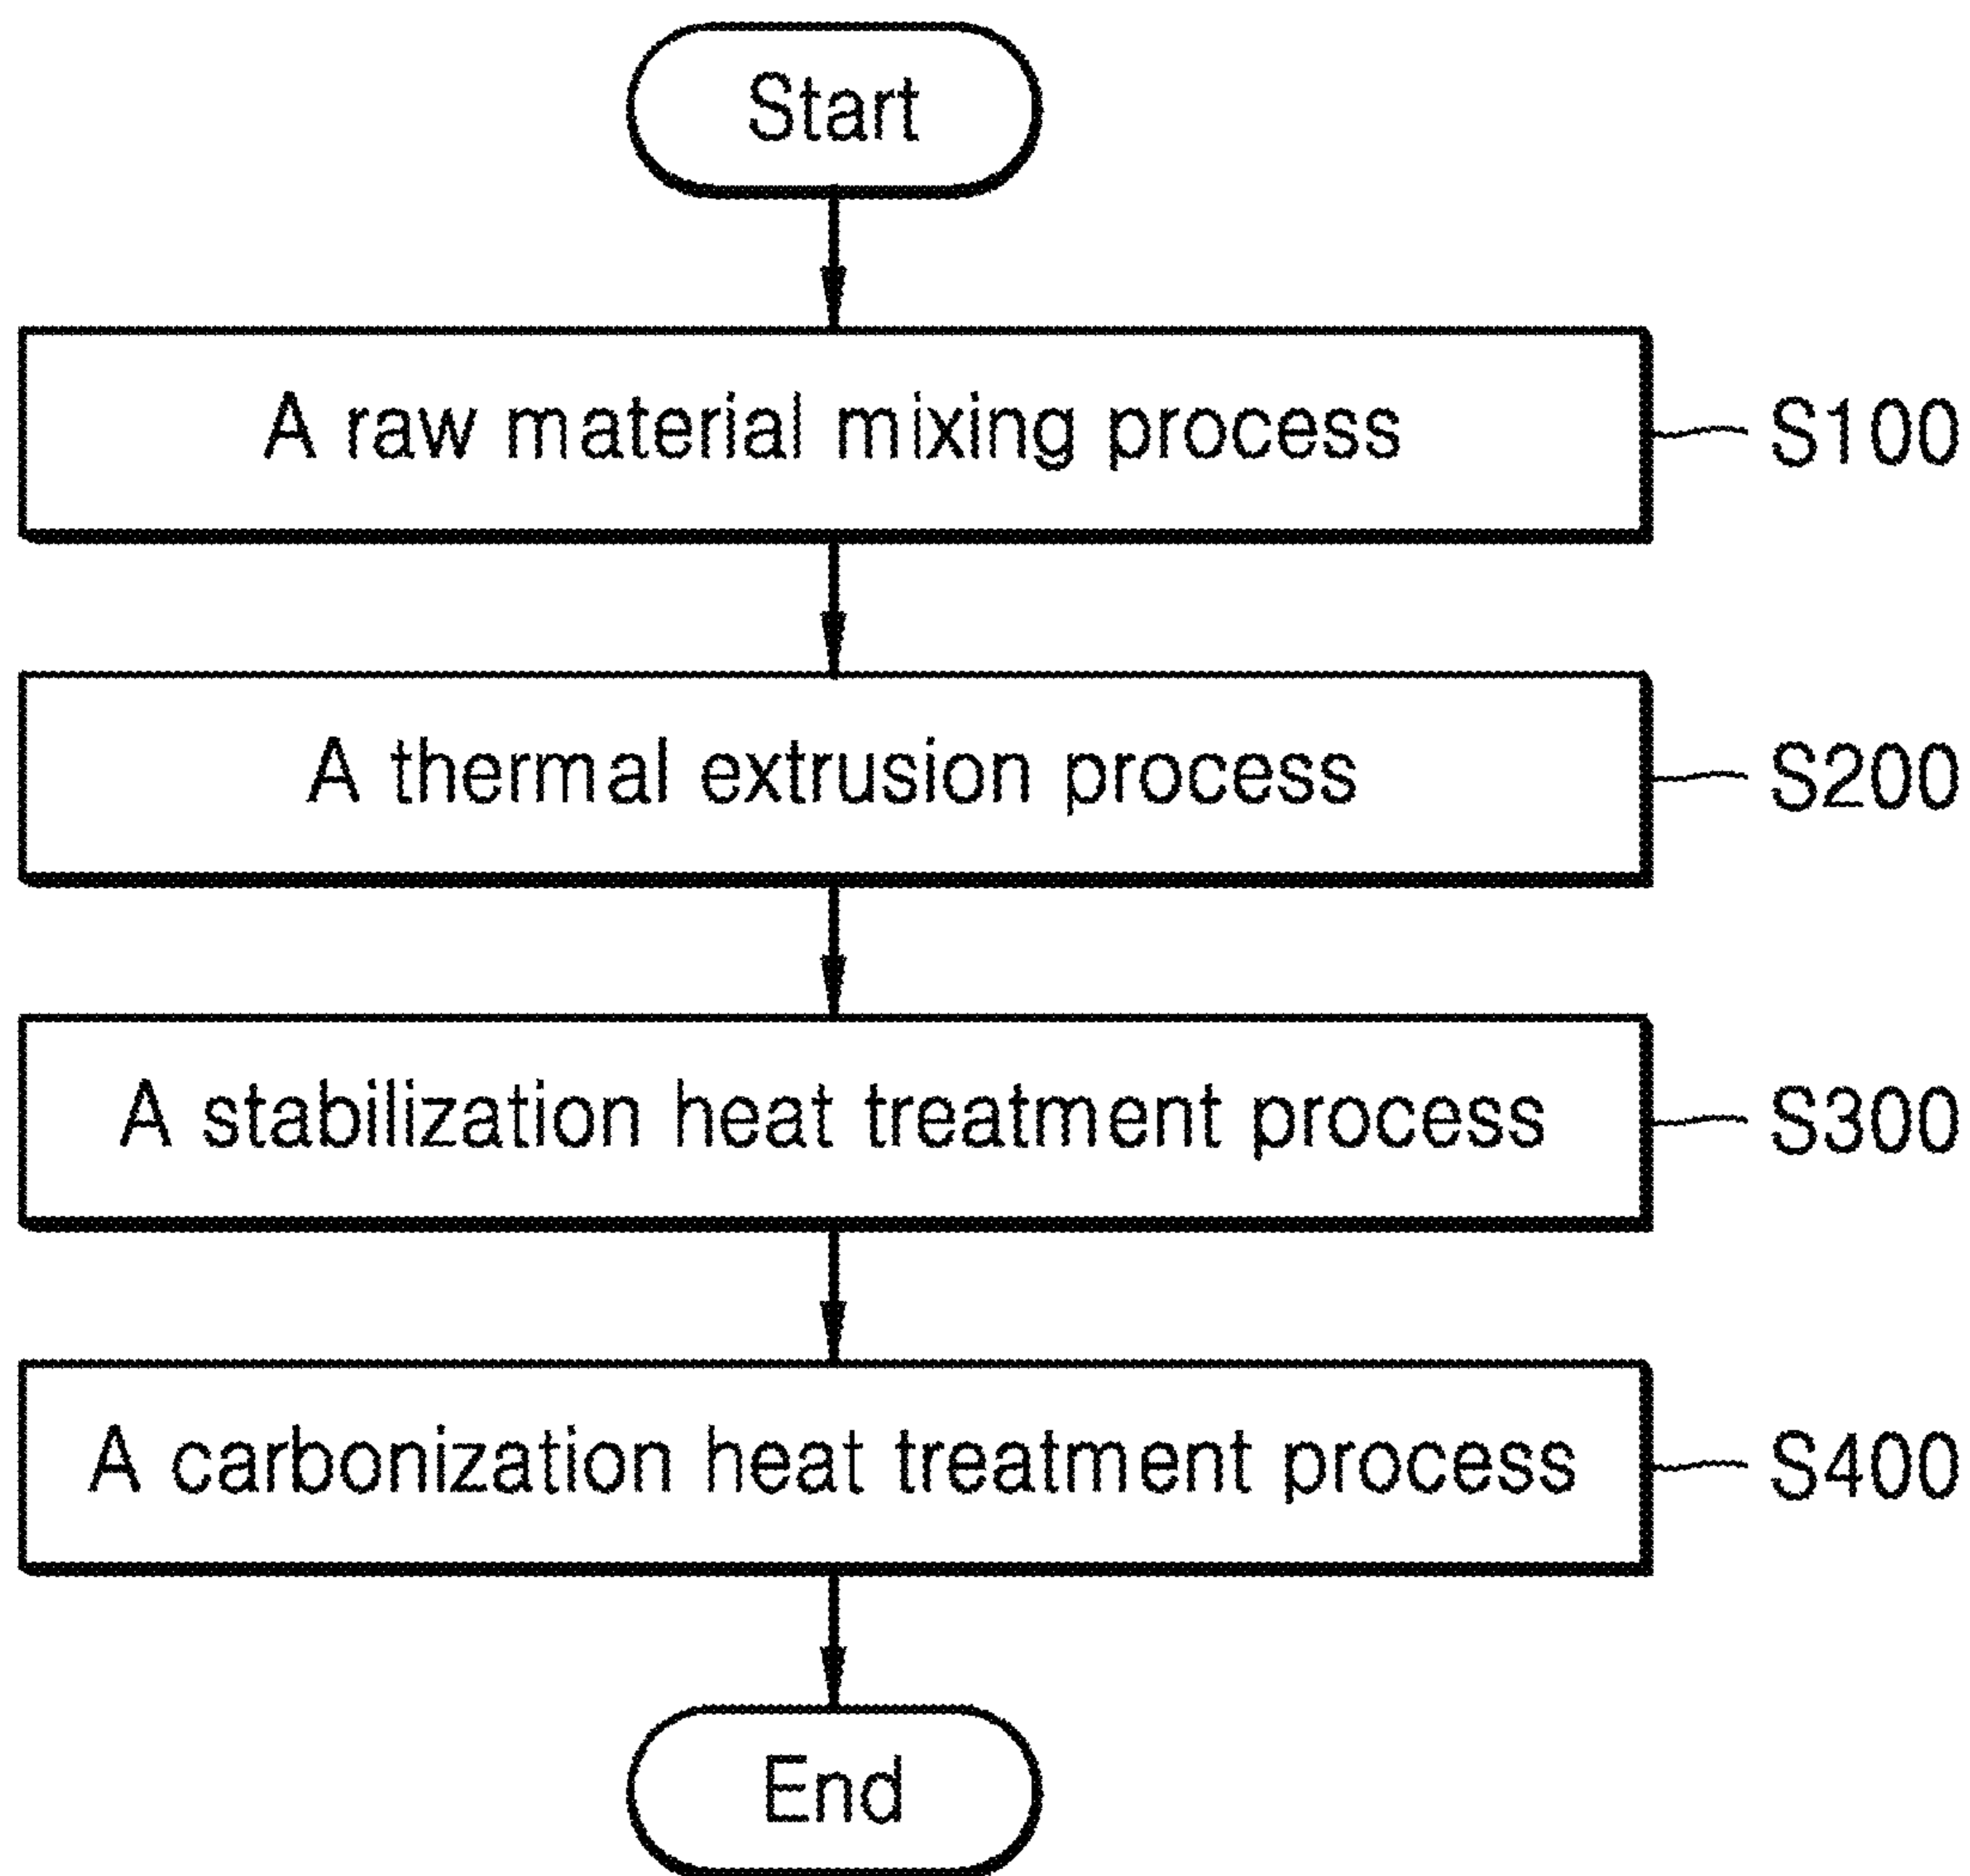 Start
A raw material mixing process S100
A thermal extrusion process S200
A stabilization heat treatment process S300
A carbonization heat treatment process S400
End